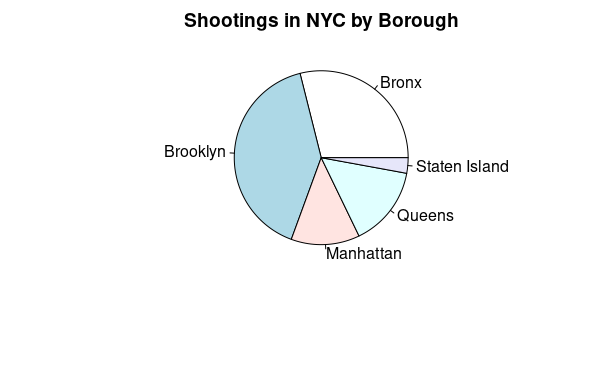 Shootings in NYC by Borough
Bronx
Brooklyn
Staten Island
Queens
Manhattan